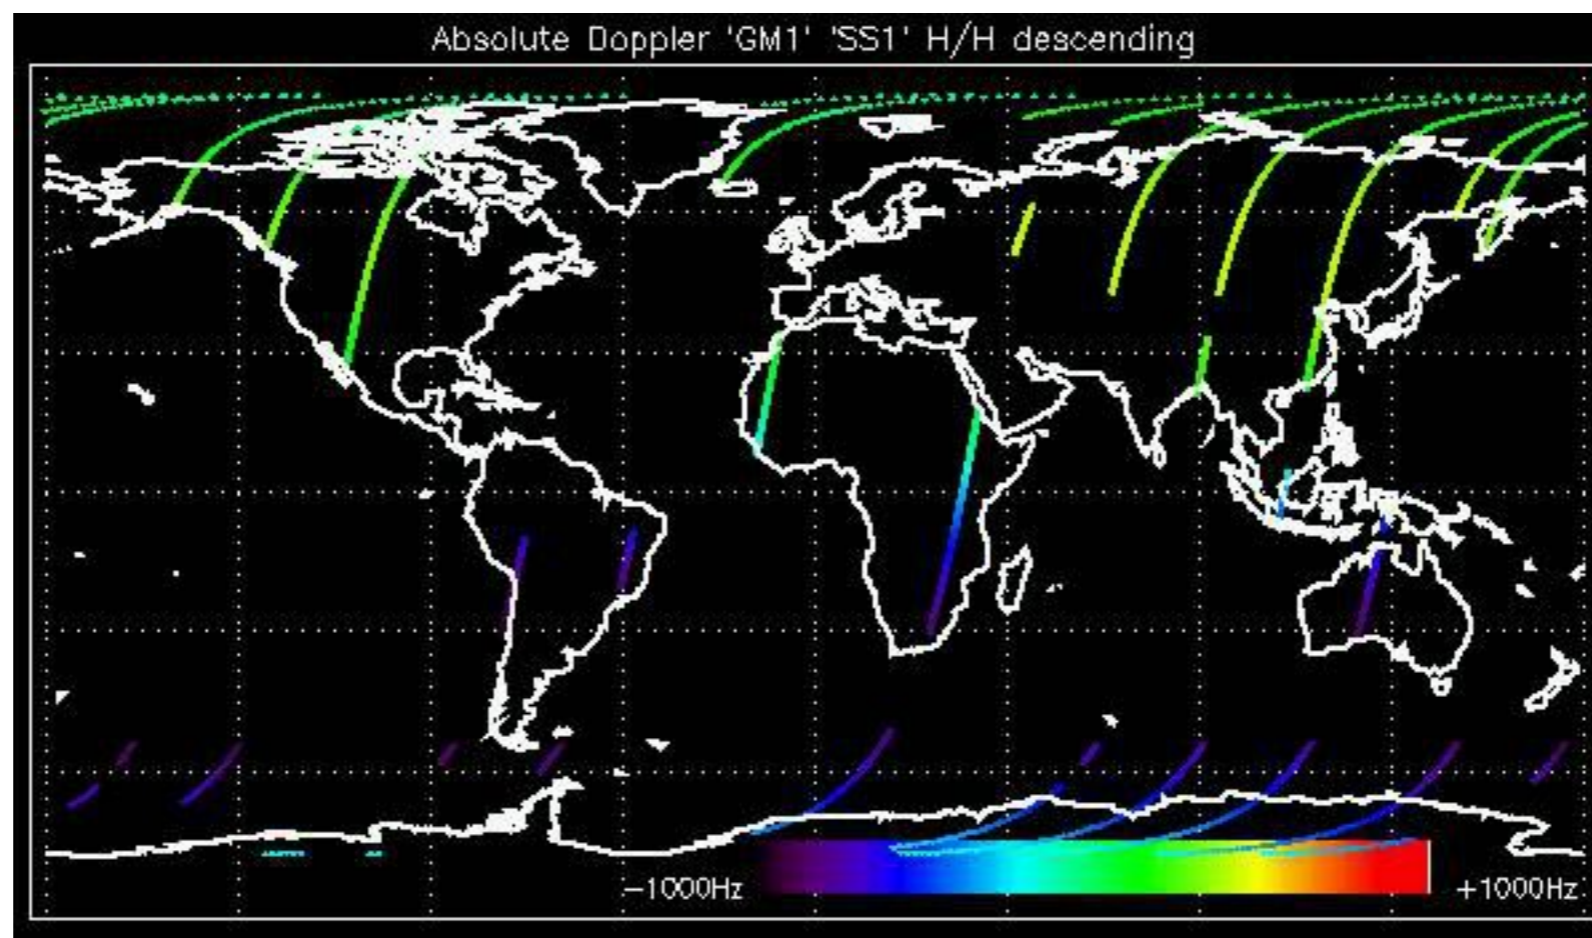 Absolute Doppler 'GM1' 'SS1' H/H descending
-1000Hz
+1000Hz